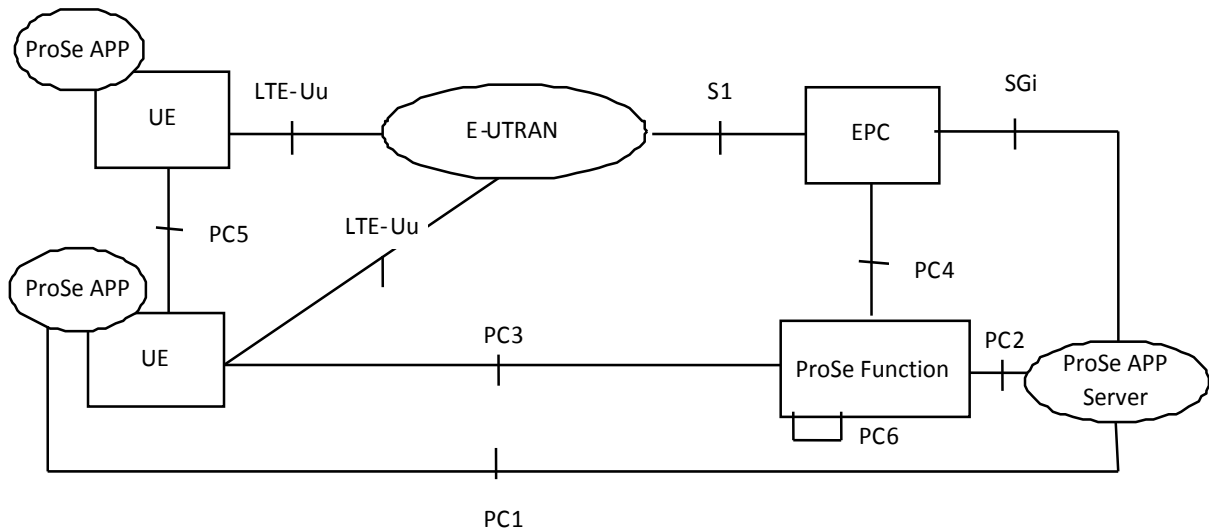 ProSe APP
UE
LTE-Uu
E-UTRAN
S1
EPC
SGi
LTE-Uu
PC5
PC4
ProSe APP
UE
PC3
ProSe Function
PC2
ProSe APP
Server
PC6
PC1